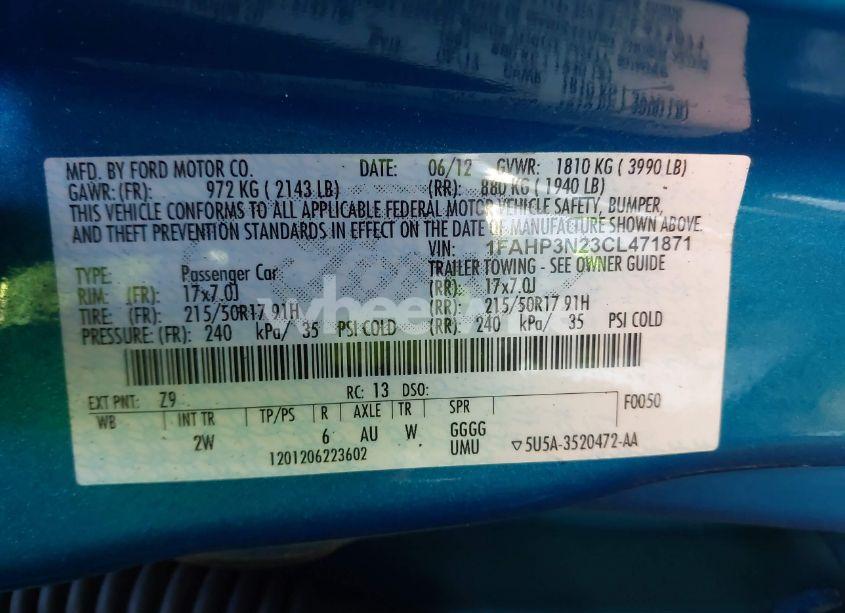 MFD. BY FORD MOTOR CO. DATE: 06/12 GVWR: 1810 KG ( 3990 LB)
GAWR: (FR): 972 KG ( 2143 LB) (RR): 880 KG ( 1940 LB)
THIS VEHICLE CONFORMS TO ALL APPLICABLE FEDERAL MOTOR VEHICLE SAFETY, BUMPER,
AND THEFT PREVENTION STANDARDS IN EFFECT ON THE DATE OF MANUFACTURE SHOWN ABOVE.
VIN: 1FAHP3N23CL471871
TYPE: Passenger Car TRAILER TOWING - SEE OWNER GUIDE
RIM: (FR): 17x7.0J (RR): 17x7.0J
TIRE: (FR): 215/50R17 91H (RR): 215/50R17 91H
PRESSURE: (FR): 240 kPa/ 35 PSI COLD (RR): 240 kPa/ 35 PSI COLD
EXT PNT: Z9 RC: 13 DSO: F0050
WB INT TR TP/PS R AXLE TR SPR
2W 6 AU W GGGG
1201206223602 UMU ▽5U5A-3520472-AA